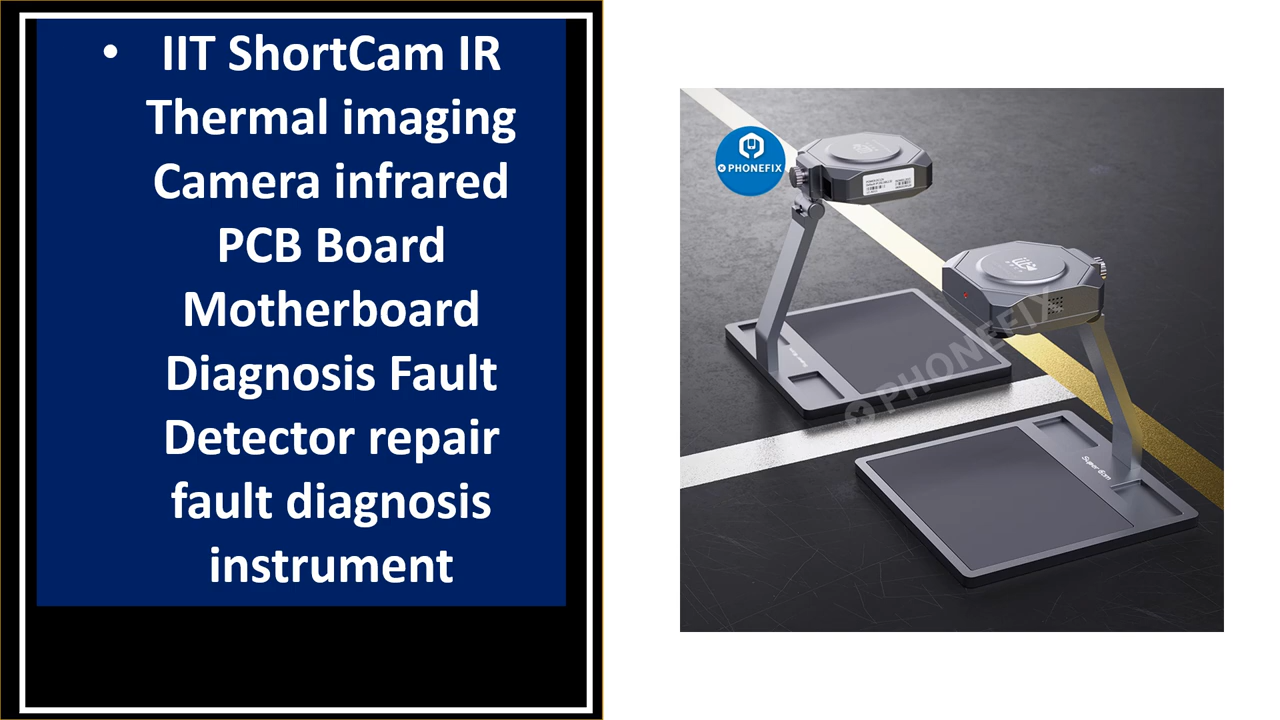 • IIT ShortCam IR
Thermal imaging
Camera infrared
PCB Board
Motherboard
Diagnosis Fault
Detector repair
fault diagnosis
instrument
PHONEFIX
PHONEFIX
Super Cam